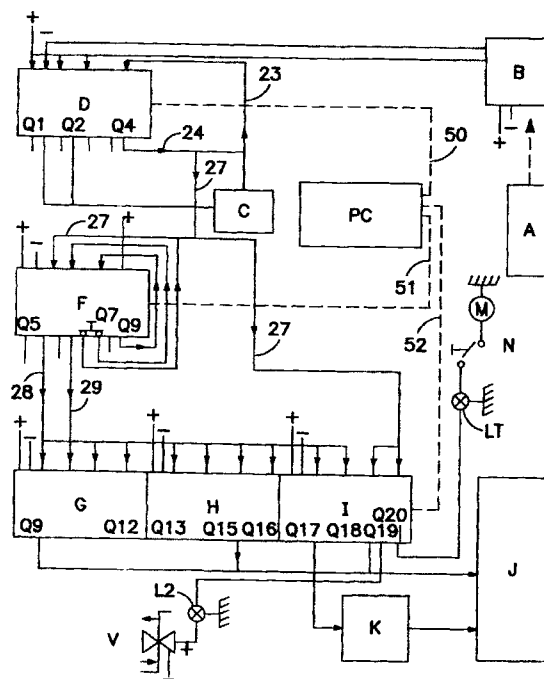 + −
23
B
D
Q1 Q2 Q4
24
50
+ −
27
C
PC
A
27
+
+ −
51
M
F
Q7
Q5 Q9
N
27
52
28
29
LT
+ − + − + −
G H I
Q20
Q9 Q12 Q13 Q15 Q16 Q17 Q18 Q19
J
L2
V
+
K